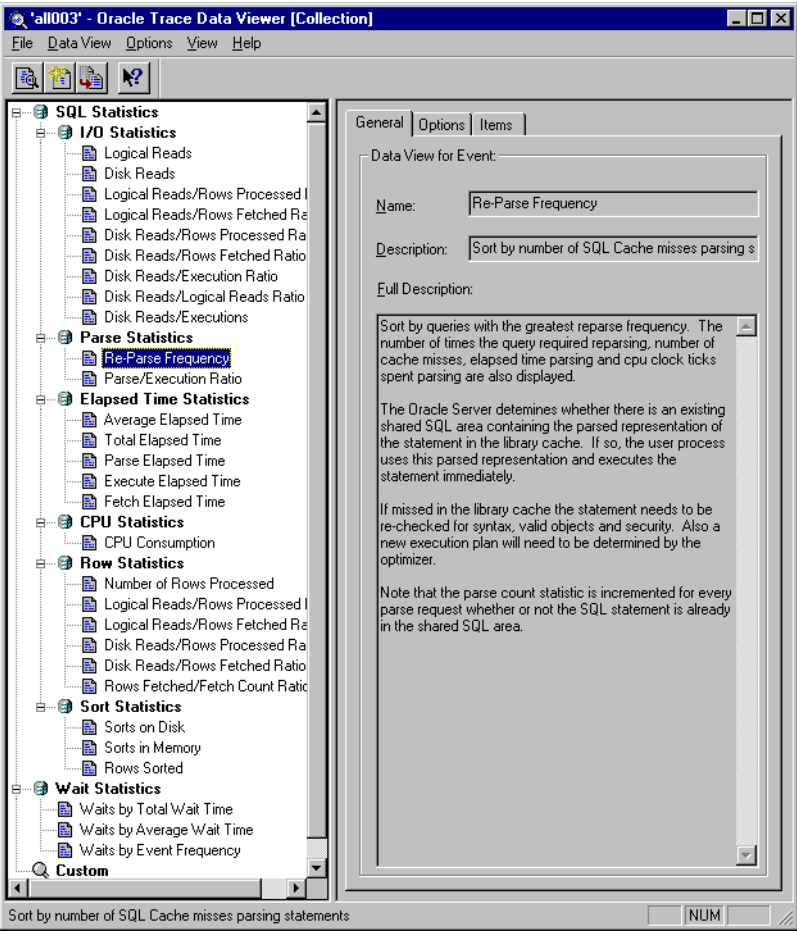 'all003' - Oracle Trace Data Viewer [Collection]
File Data View Options View Help
SQL Statistics
I/O Statistics
Logical Reads
Disk Reads
Logical Reads/Rows Processed
Logical Reads/Rows Fetched Ra
Disk Reads/Rows Processed Ra
Disk Reads/Rows Fetched Ratio
Disk Reads/Execution Ratio
Disk Reads/Logical Reads Ratio
Disk Reads/Executions
Parse Statistics
Re-Parse Frequency
Parse/Execution Ratio
Elapsed Time Statistics
Average Elapsed Time
Total Elapsed Time
Parse Elapsed Time
Execute Elapsed Time
Fetch Elapsed Time
CPU Statistics
CPU Consumption
Row Statistics
Number of Rows Processed
Logical Reads/Rows Processed
Logical Reads/Rows Fetched Ra
Disk Reads/Rows Processed Ra
Disk Reads/Rows Fetched Ratio
Rows Fetched/Fetch Count Ratio
Sort Statistics
Sorts on Disk
Sorts in Memory
Rows Sorted
Wait Statistics
Waits by Total Wait Time
Waits by Average Wait Time
Waits by Event Frequency
Custom
General Options Items
Data View for Event:
Name: Re-Parse Frequency
Description: Sort by number of SQL Cache misses parsing s
Full Description:
Sort by queries with the greatest reparse frequency. The
number of times the query required reparsing, number of
cache misses, elapsed time parsing and cpu clock ticks
spent parsing are also displayed.
The Oracle Server detemines whether there is an existing
shared SQL area containing the parsed representation of
the statement in the library cache. If so, the user process
uses this parsed representation and executes the
statement immediately.
If missed in the library cache the statement needs to be
re-checked for syntax, valid objects and security. Also a
new execution plan will need to be determined by the
optimizer.
Note that the parse count statistic is incremented for every
parse request whether or not the SQL statement is already
in the shared SQL area.
Sort by number of SQL Cache misses parsing statements
NUM